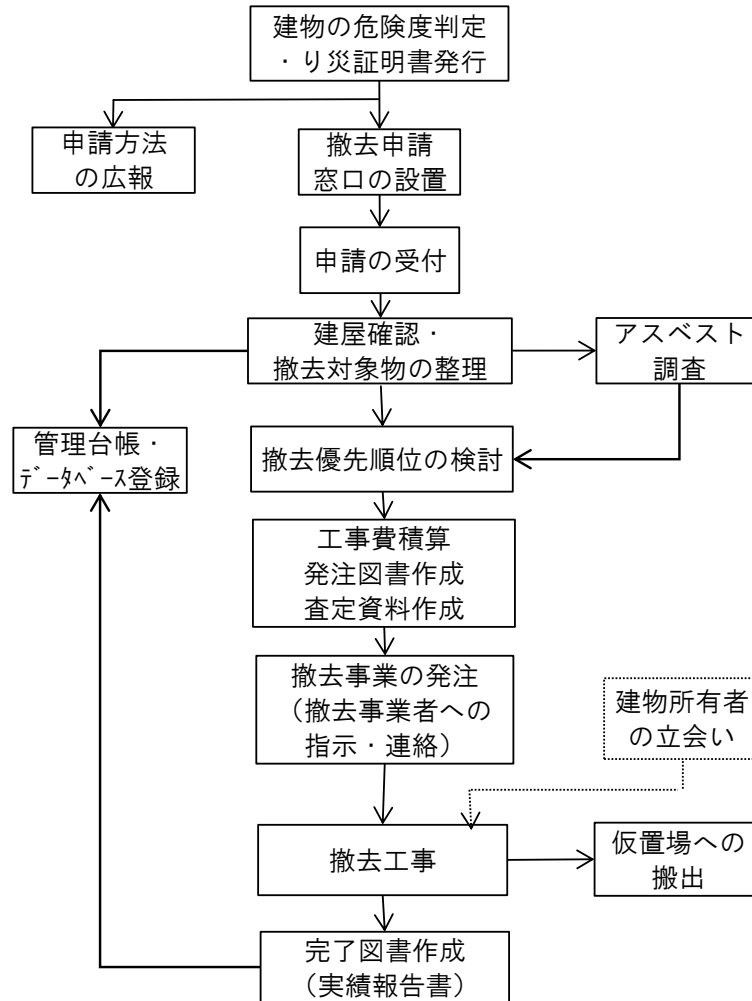 建物の危険度判定
・り災証明書発行
申請方法
の広報
撤去申請
窓口の設置
申請の受付
建屋確認・
撤去対象物の整理
アスベスト
調査
管理台帳・
ﾃﾞｰﾀﾍﾞｰｽ登録
撤去優先順位の検討
工事費積算
発注図書作成
査定資料作成
撤去事業の発注
（撤去事業者への
指示・連絡）
建物所有者
の立会い
撤去工事
仮置場への
搬出
完了図書作成
（実績報告書）